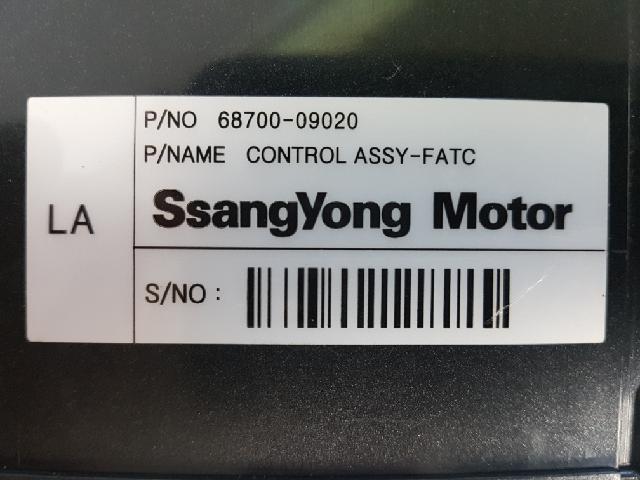 P/NO 68700-09020
P/NAME CONTROL ASSY-FATC
LA
SsangYong Motor
S/NO :